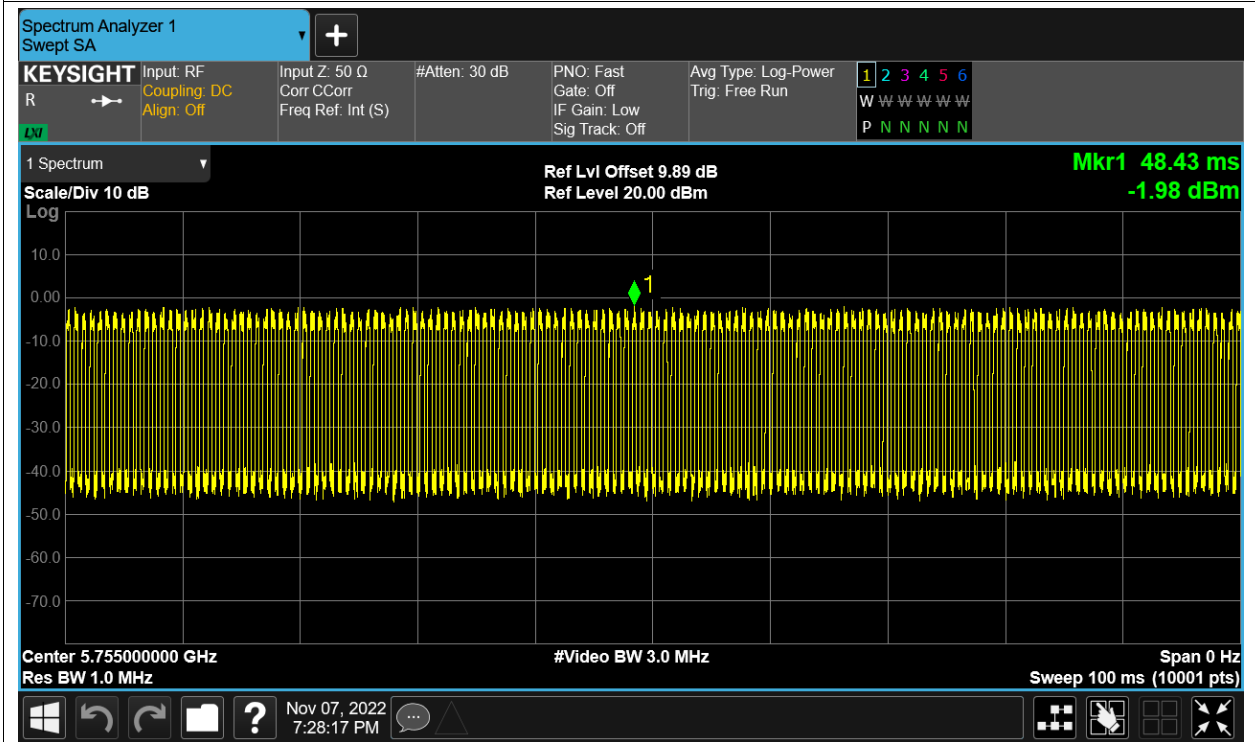 Spectrum Analyzer 1
Swept SA
KEYSIGHT
R
LXI
Input: RF
Coupling: DC
Align: Off
Input Z: 50 Ω
Corr CCorr
Freq Ref: Int (S)
#Atten: 30 dB
PNO: Fast
Gate: Off
IF Gain: Low
Sig Track: Off
Avg Type: Log-Power
Trig: Free Run
1 2 3 4 5 6
W W W W W W
P N N N N N
1 Spectrum
Scale/Div 10 dB
Ref Lvl Offset 9.89 dB
Ref Level 20.00 dBm
Mkr1 48.43 ms
-1.98 dBm
Log
10.0
0.00
-10.0
-20.0
-30.0
-40.0
-50.0
-60.0
-70.0
1
Center 5.755000000 GHz
Res BW 1.0 MHz
#Video BW 3.0 MHz
Span 0 Hz
Sweep 100 ms (10001 pts)
?
Nov 07, 2022
7:28:17 PM